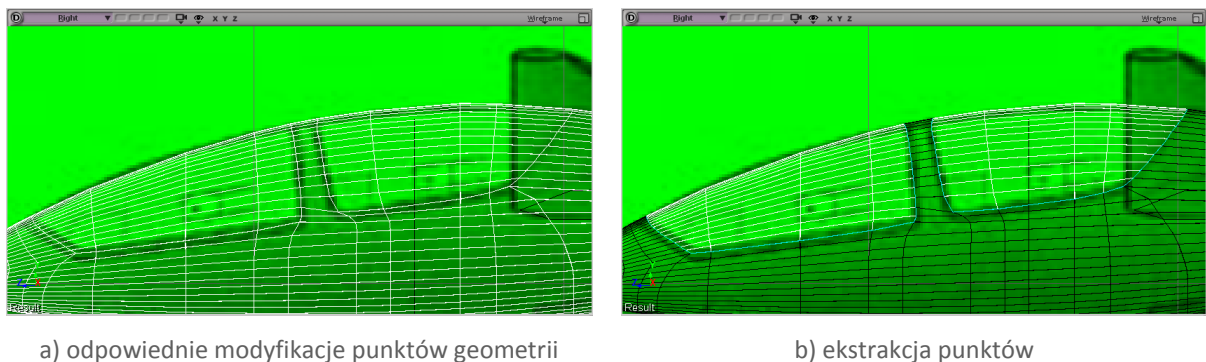 D Right X Y Z Wireframe
Result
D Right X Y Z Wireframe
Result
a) odpowiednie modyfikacje punktów geometrii
b) ekstrakcja punktów